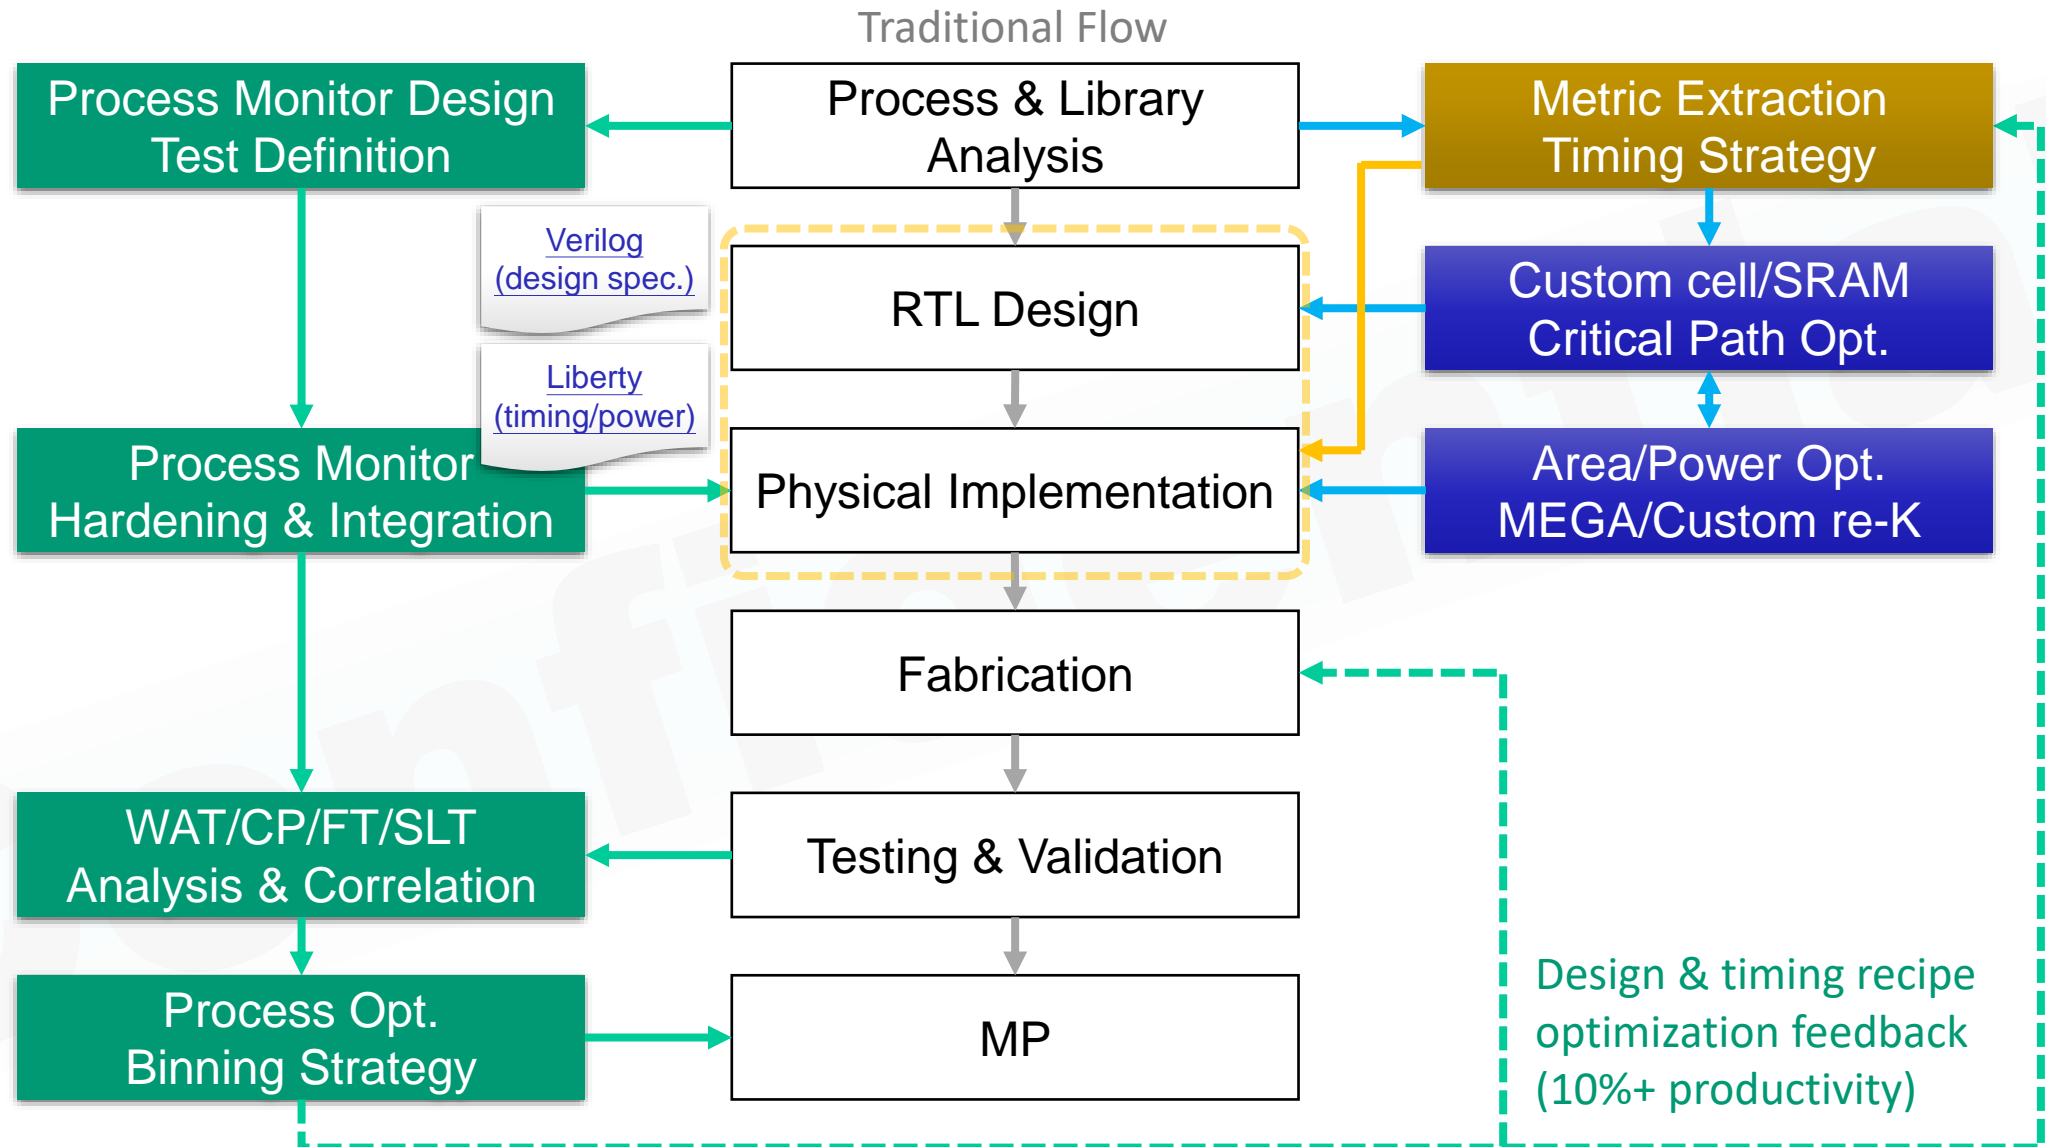 Traditional Flow
Process Monitor Design
Test Definition
Process & Library
Analysis
Metric Extraction
Timing Strategy
Verilog
(design spec.)
RTL Design
Custom cell/SRAM
Critical Path Opt.
Liberty
(timing/power)
Process Monitor
Hardening & Integration
Physical Implementation
Area/Power Opt.
MEGA/Custom re-K
Fabrication
WAT/CP/FT/SLT
Analysis & Correlation
Testing & Validation
Process Opt.
Binning Strategy
MP
Design & timing recipe
optimization feedback
(10%+ productivity)